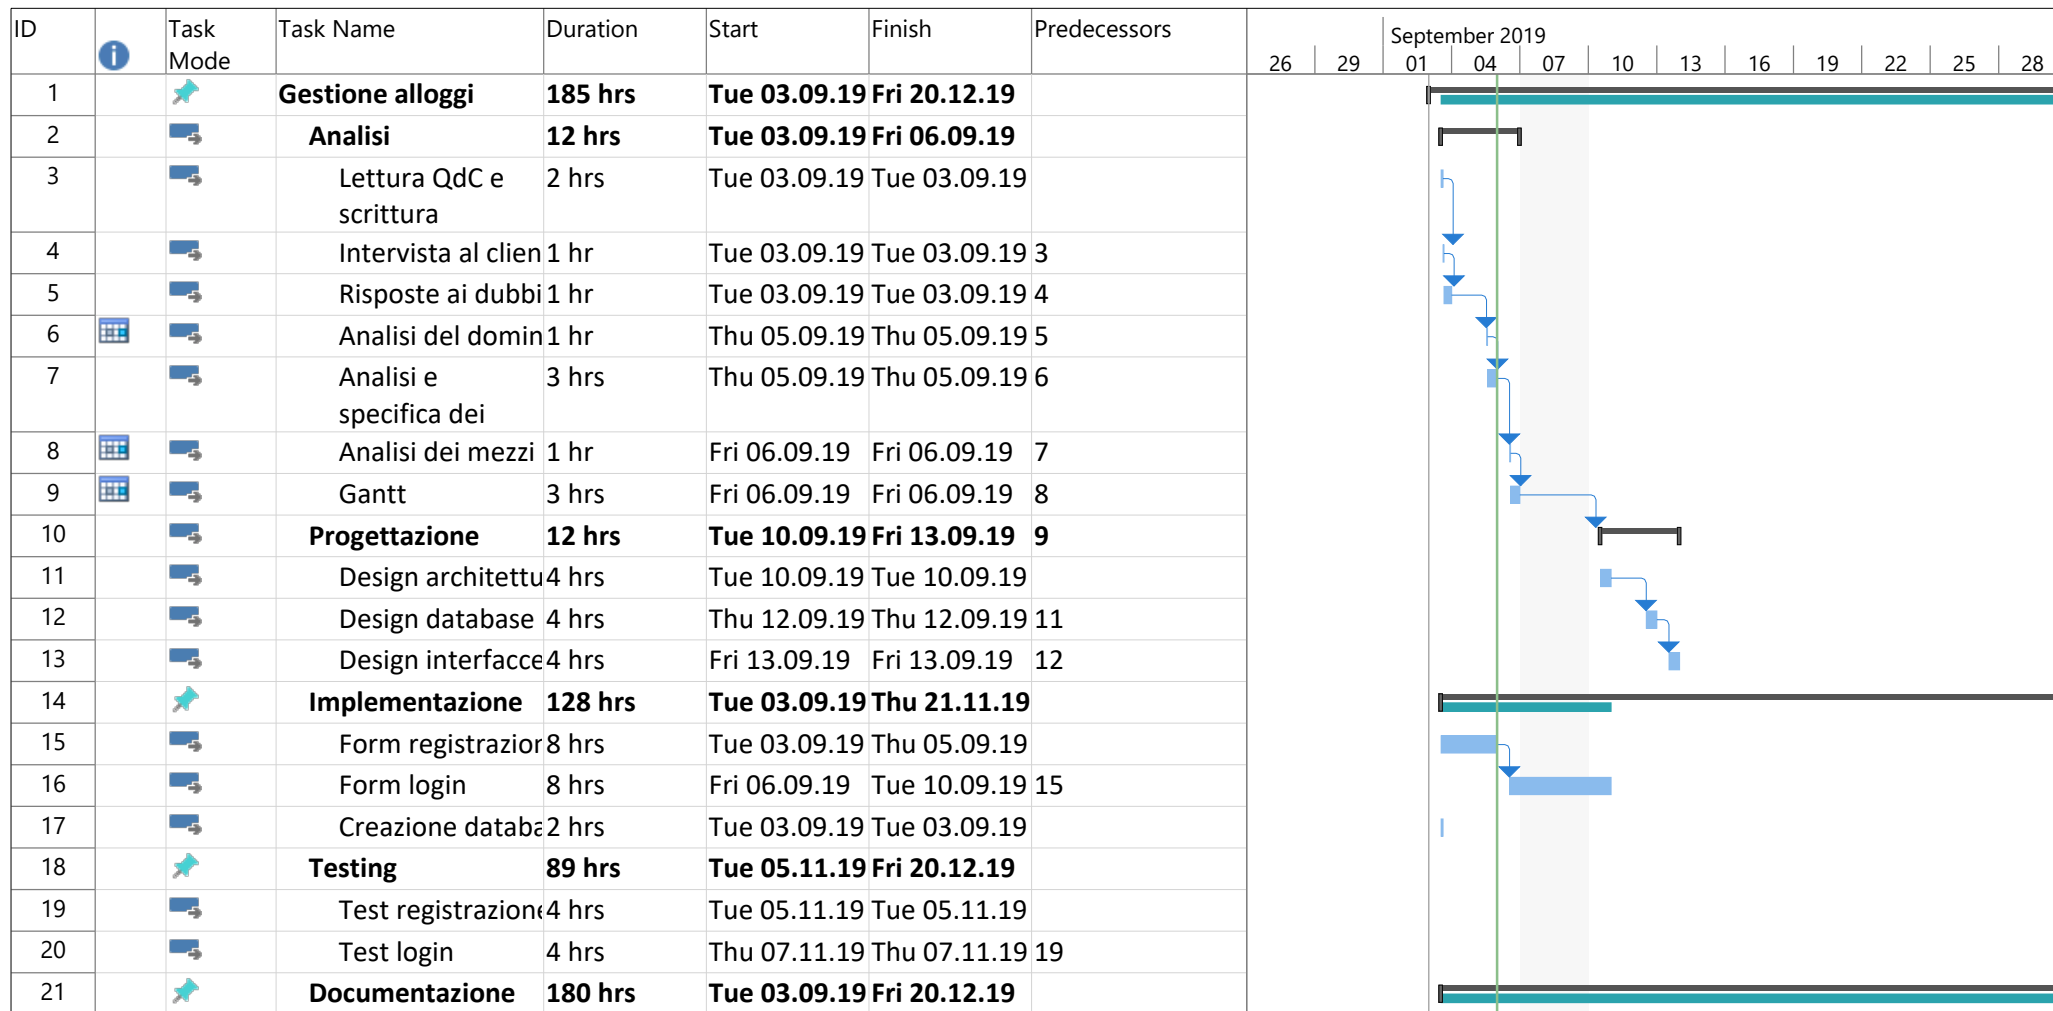 ID Task Mode Task Name Duration Start Finish Predecessors
September 2019
26 29 01 04 07 10 13 16 19 22 25 28
1 Gestione alloggi 185 hrs Tue 03.09.19 Fri 20.12.19
2 Analisi 12 hrs Tue 03.09.19 Fri 06.09.19
3 Lettura QdC e 2 hrs Tue 03.09.19 Tue 03.09.19
scrittura
4 Intervista al clien 1 hr Tue 03.09.19 Tue 03.09.19 3
5 Risposte ai dubbi 1 hr Tue 03.09.19 Tue 03.09.19 4
6 Analisi del domin 1 hr Thu 05.09.19 Thu 05.09.19 5
7 Analisi e 3 hrs Thu 05.09.19 Thu 05.09.19 6
specifica dei
8 Analisi dei mezzi 1 hr Fri 06.09.19 Fri 06.09.19 7
9 Gantt 3 hrs Fri 06.09.19 Fri 06.09.19 8
10 Progettazione 12 hrs Tue 10.09.19 Fri 13.09.19 9
11 Design architettu 4 hrs Tue 10.09.19 Tue 10.09.19
12 Design database 4 hrs Thu 12.09.19 Thu 12.09.19 11
13 Design interfacce 4 hrs Fri 13.09.19 Fri 13.09.19 12
14 Implementazione 128 hrs Tue 03.09.19 Thu 21.11.19
15 Form registrazion 8 hrs Tue 03.09.19 Thu 05.09.19
16 Form login 8 hrs Fri 06.09.19 Tue 10.09.19 15
17 Creazione databa 2 hrs Tue 03.09.19 Tue 03.09.19
18 Testing 89 hrs Tue 05.11.19 Fri 20.12.19
19 Test registrazione 4 hrs Tue 05.11.19 Tue 05.11.19
20 Test login 4 hrs Thu 07.11.19 Thu 07.11.19 19
21 Documentazione 180 hrs Tue 03.09.19 Fri 20.12.19